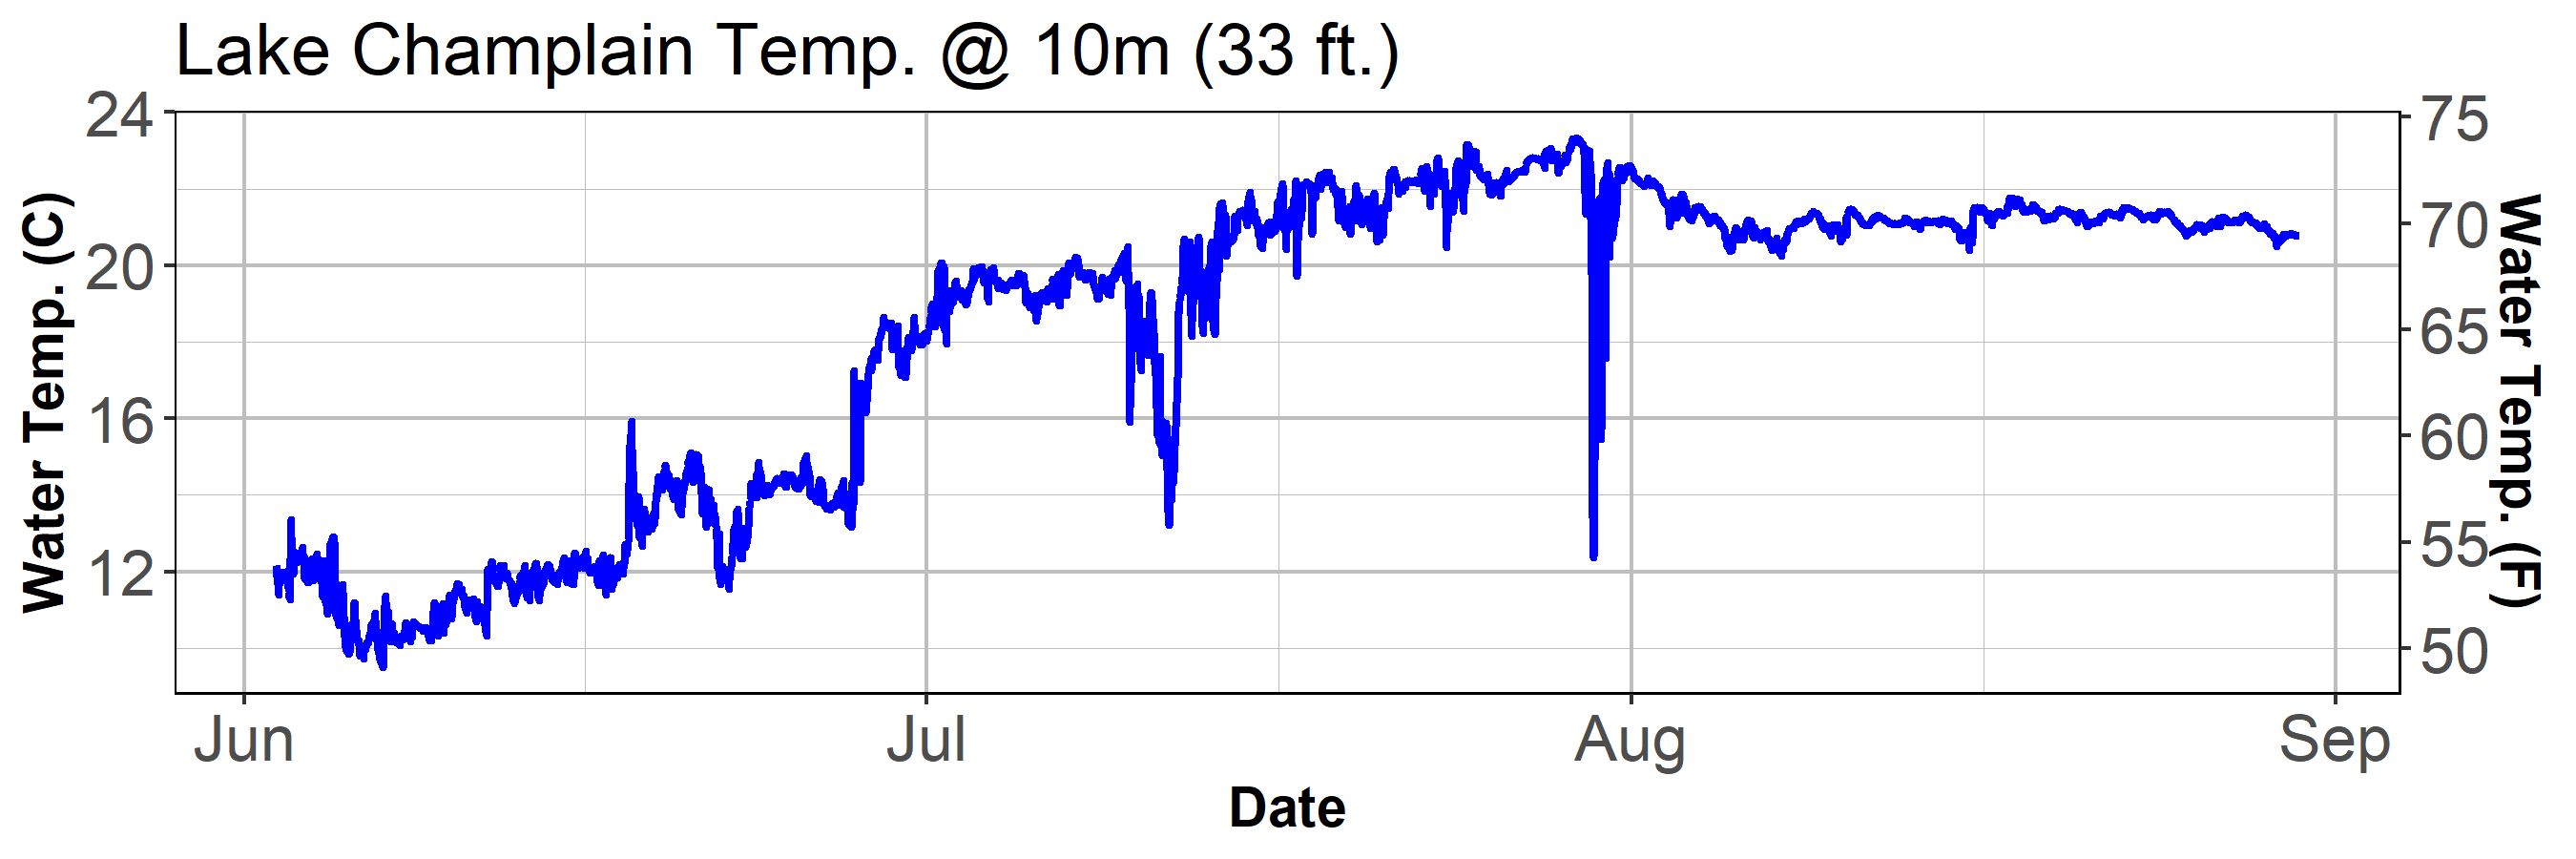 Lake Champlain Temp. @ 10m (33 ft.)
Water Temp. (C)
24
20
16
12
75
70
65
60
55
50
Water Temp. (F)
Jun Jul Aug Sep
Date